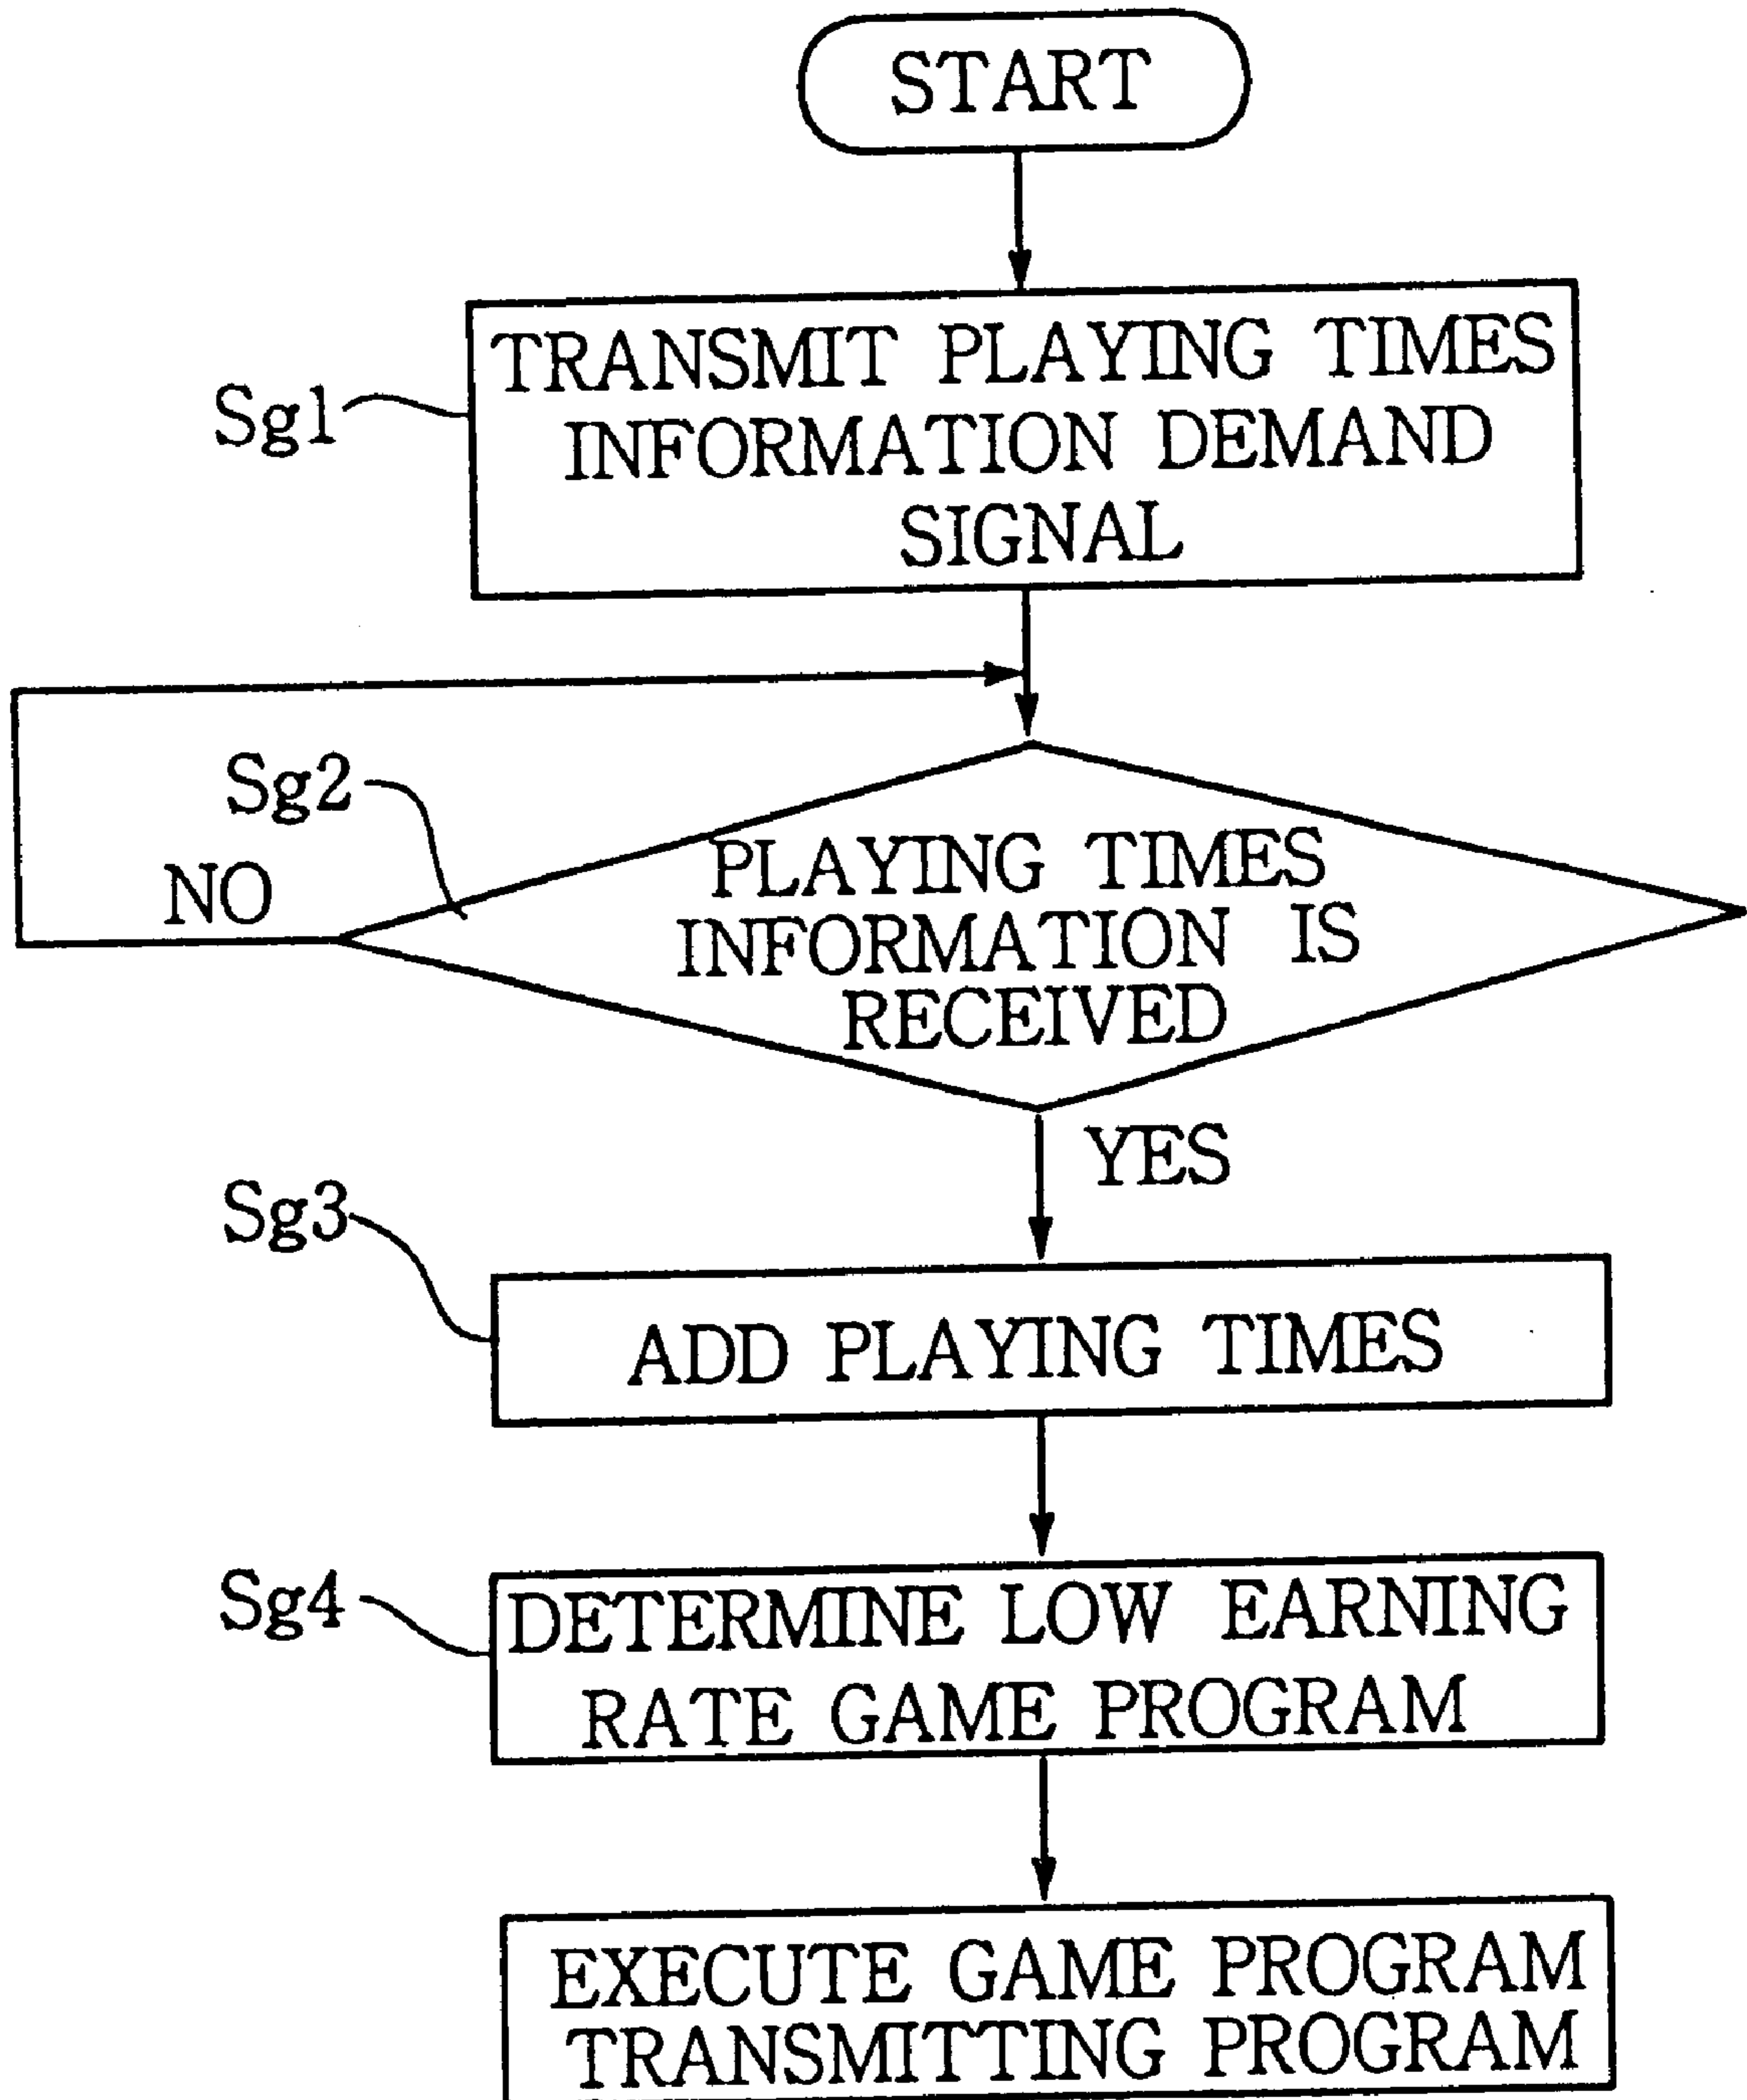 START
TRANSMIT PLAYING TIMES
INFORMATION DEMAND
SIGNAL
Sg1
Sg2
NO
PLAYING TIMES
INFORMATION IS
RECEIVED
YES
Sg3
ADD PLAYING TIMES
Sg4
DETERMINE LOW EARNING
RATE GAME PROGRAM
EXECUTE GAME PROGRAM
TRANSMITTING PROGRAM